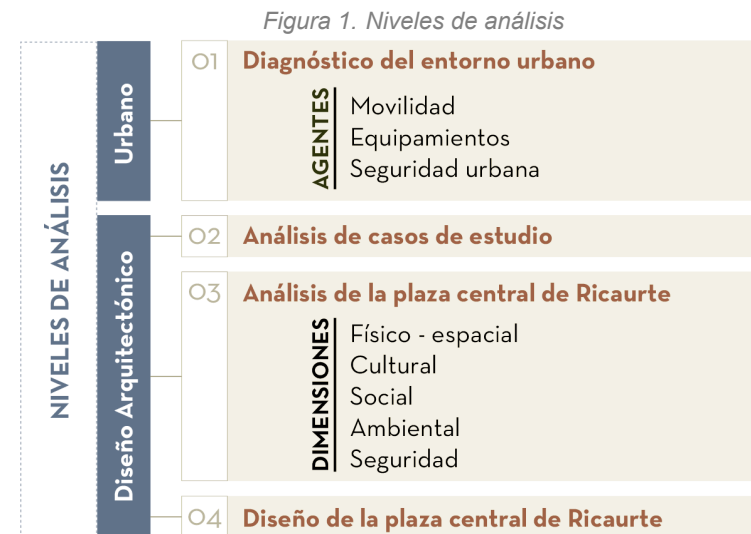 Figura 1. Niveles de análisis
NIVELES DE ANÁLISIS
Urbano
01 Diagnóstico del entorno urbano
AGENTES
Movilidad
Equipamientos
Seguridad urbana
Diseño Arquitectónico
02 Análisis de casos de estudio
03 Análisis de la plaza central de Ricaurte
DIMENSIONES
Físico - espacial
Cultural
Social
Ambiental
Seguridad
04 Diseño de la plaza central de Ricaurte